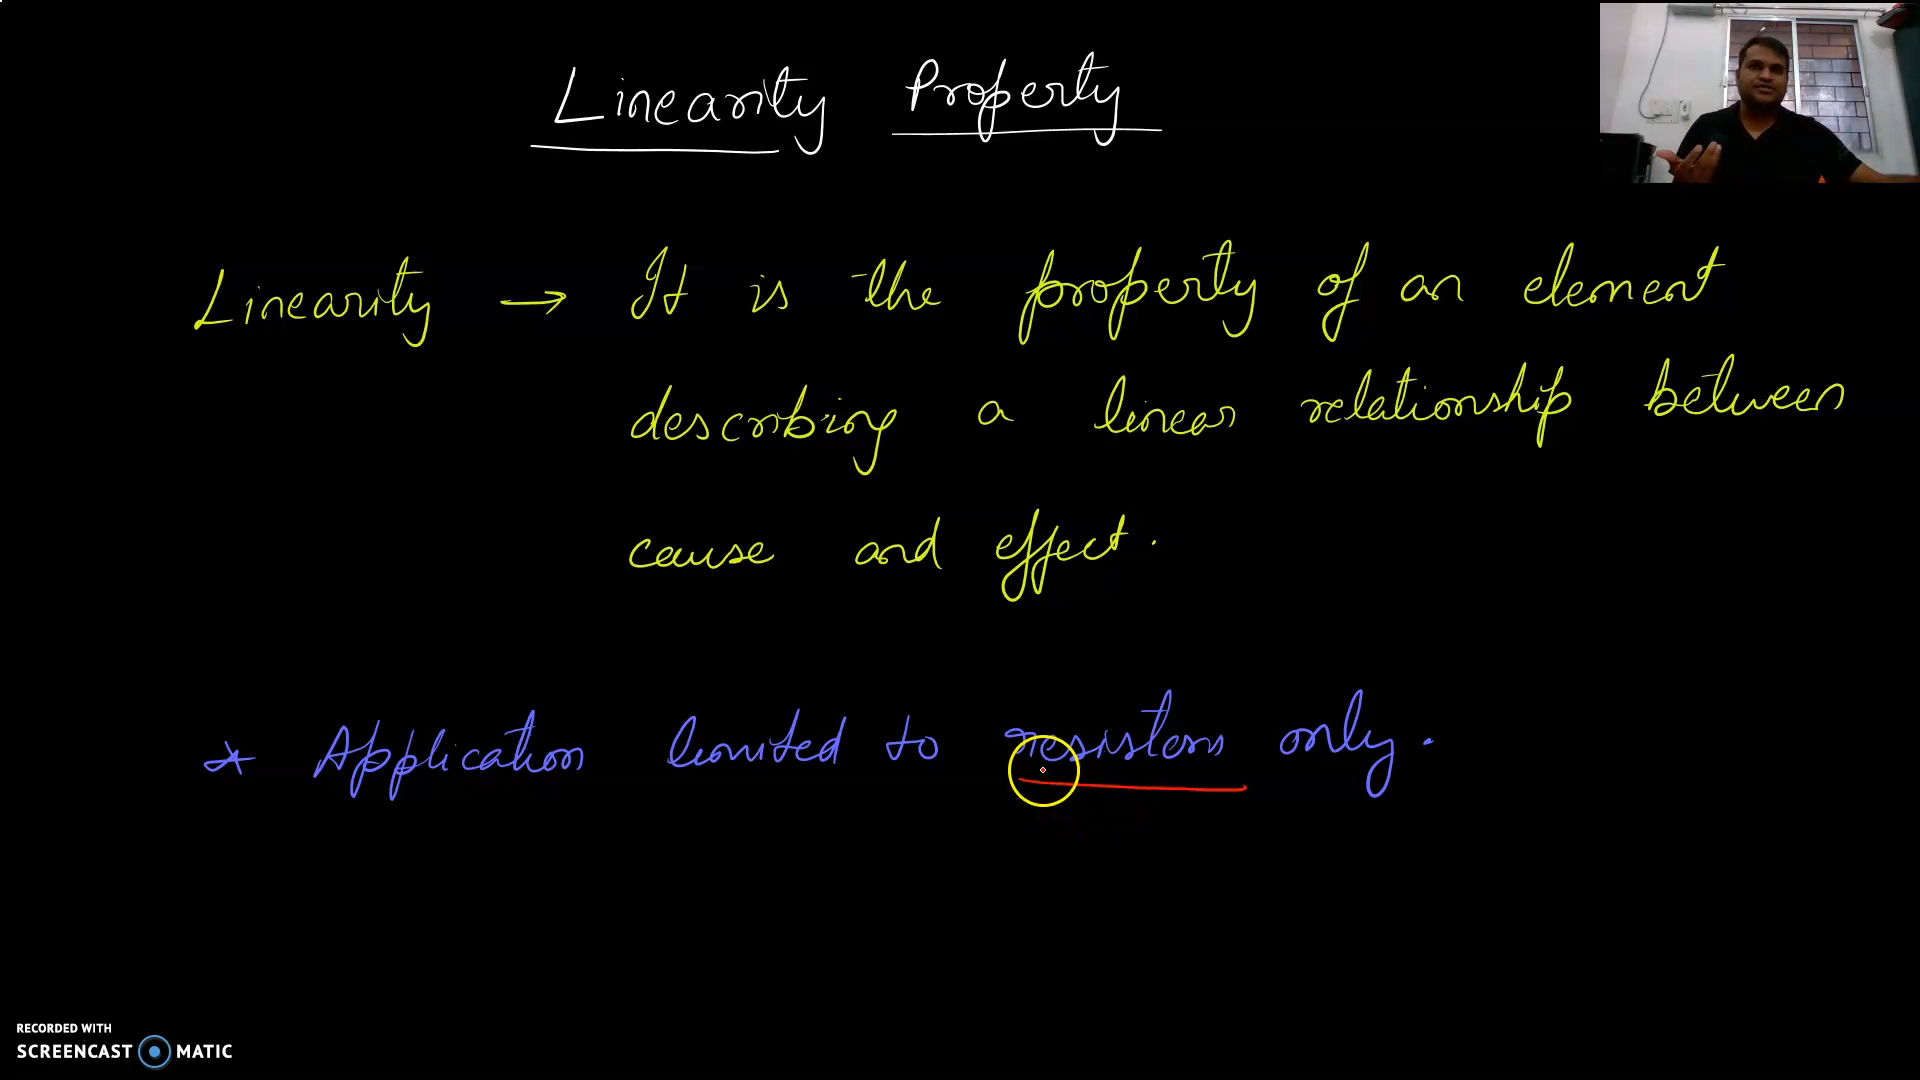 Linearity Property
Linearity → It is the property of an element
describing a linear relationship between
cause and effect.
* Application limited to resistors only.
RECORDED WITH
SCREENCAST MATIC